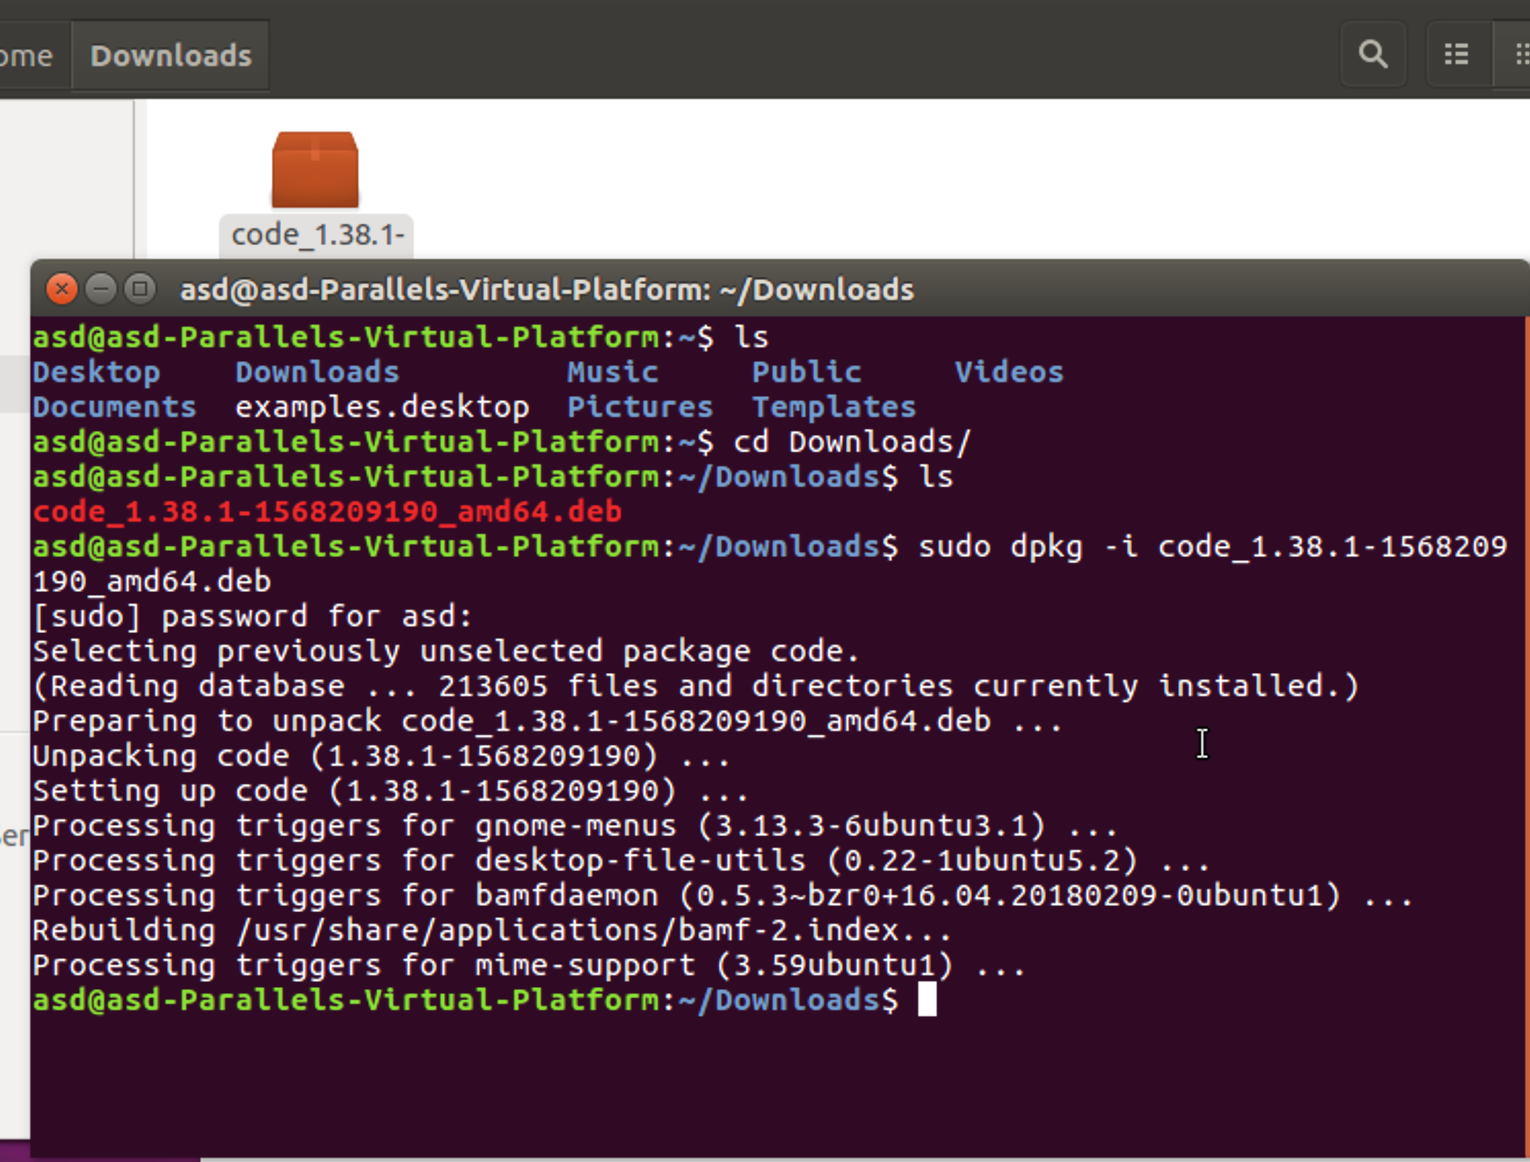 ome Downloads
code_1.38.1-
asd@asd-Parallels-Virtual-Platform: ~/Downloads
asd@asd-Parallels-Virtual-Platform:~$ ls
Desktop Downloads Music Public Videos
Documents examples.desktop Pictures Templates
asd@asd-Parallels-Virtual-Platform:~$ cd Downloads/
asd@asd-Parallels-Virtual-Platform:~/Downloads$ ls
code_1.38.1-1568209190_amd64.deb
asd@asd-Parallels-Virtual-Platform:~/Downloads$ sudo dpkg -i code_1.38.1-1568209
190_amd64.deb
[sudo] password for asd:
Selecting previously unselected package code.
(Reading database ... 213605 files and directories currently installed.)
Preparing to unpack code_1.38.1-1568209190_amd64.deb ...
Unpacking code (1.38.1-1568209190) ...
Setting up code (1.38.1-1568209190) ...
Processing triggers for gnome-menus (3.13.3-6ubuntu3.1) ...
Processing triggers for desktop-file-utils (0.22-1ubuntu5.2) ...
Processing triggers for bamfdaemon (0.5.3~bzr0+16.04.20180209-0ubuntu1) ...
Rebuilding /usr/share/applications/bamf-2.index...
Processing triggers for mime-support (3.59ubuntu1) ...
asd@asd-Parallels-Virtual-Platform:~/Downloads$